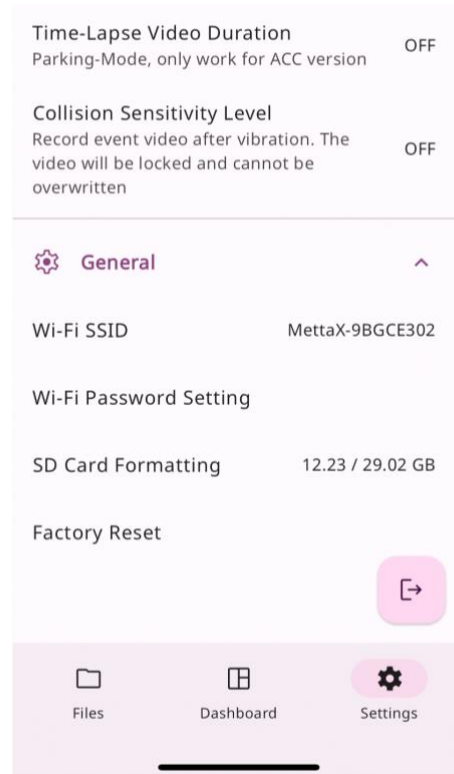 Time-Lapse Video Duration
OFF
Parking-Mode, only work for ACC version
Collision Sensitivity Level
Record event video after vibration. The
video will be locked and cannot be
overwritten
OFF
General
Wi-Fi SSID
MettaX-9BGCE302
Wi-Fi Password Setting
SD Card Formatting
12.23 / 29.02 GB
Factory Reset
Files
Dashboard
Settings